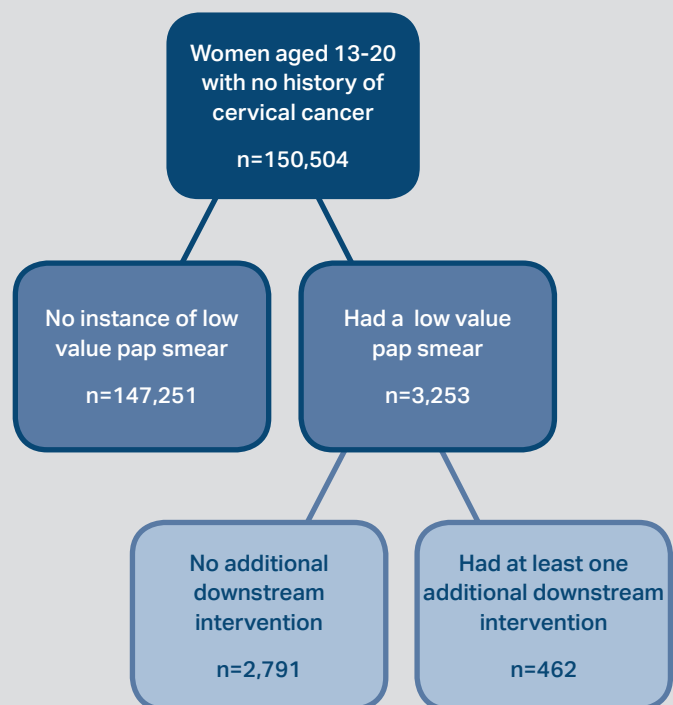 Women aged 13-20
with no history of
cervical cancer
n=150,504
No instance of low
value pap smear
n=147,251
Had a low value
pap smear
n=3,253
No additional
downstream
intervention
n=2,791
Had at least one
additional downstream
intervention
n=462